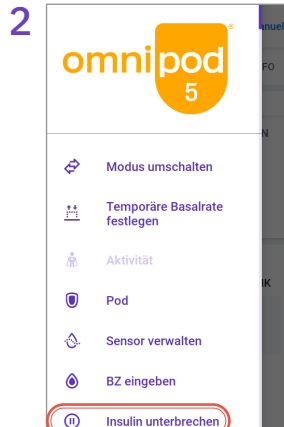 2
omnipod®
5
Modus umschalten
Temporäre Basalrate
festlegen
Aktivität
Pod
Sensor verwalten
BZ eingeben
Insulin unterbrechen